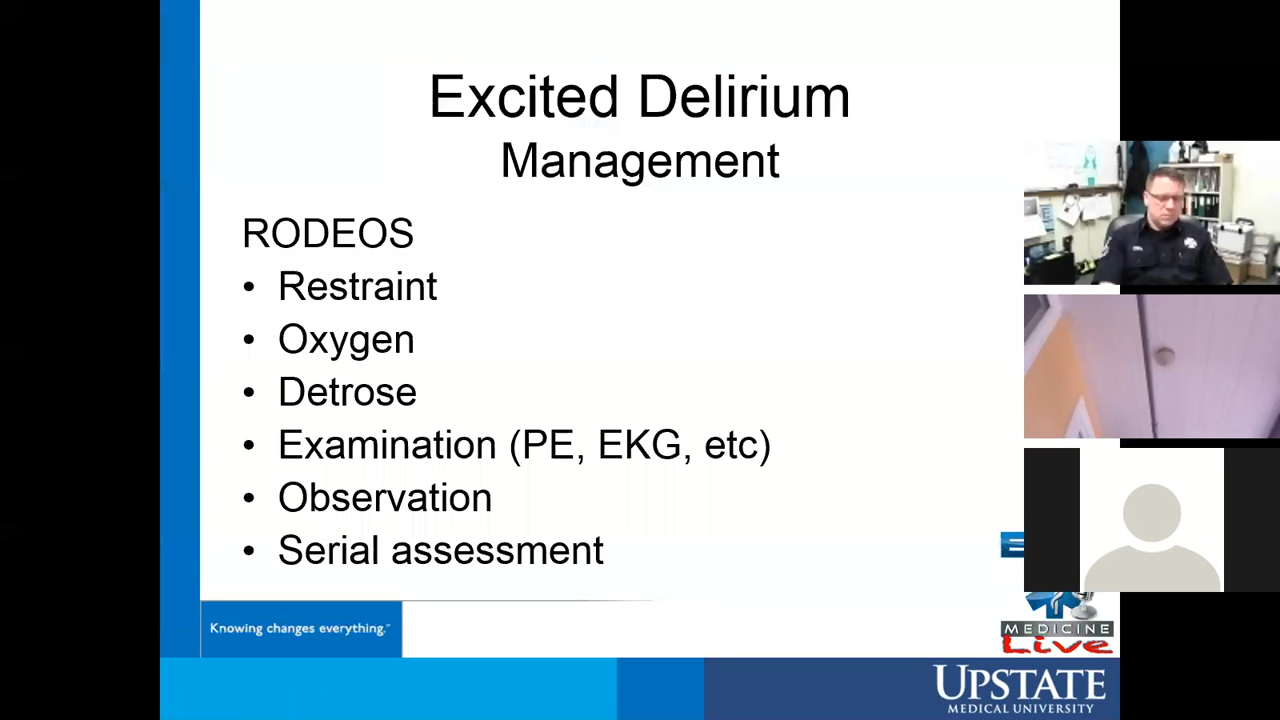 Excited Delirium
Management
RODEOS
• Restraint
• Oxygen
• Detrose
• Examination (PE, EKG, etc)
• Observation
• Serial assessment
Knowing changes everything.™
MEDICINE
Live
UPSTATE
MEDICAL UNIVERSITY